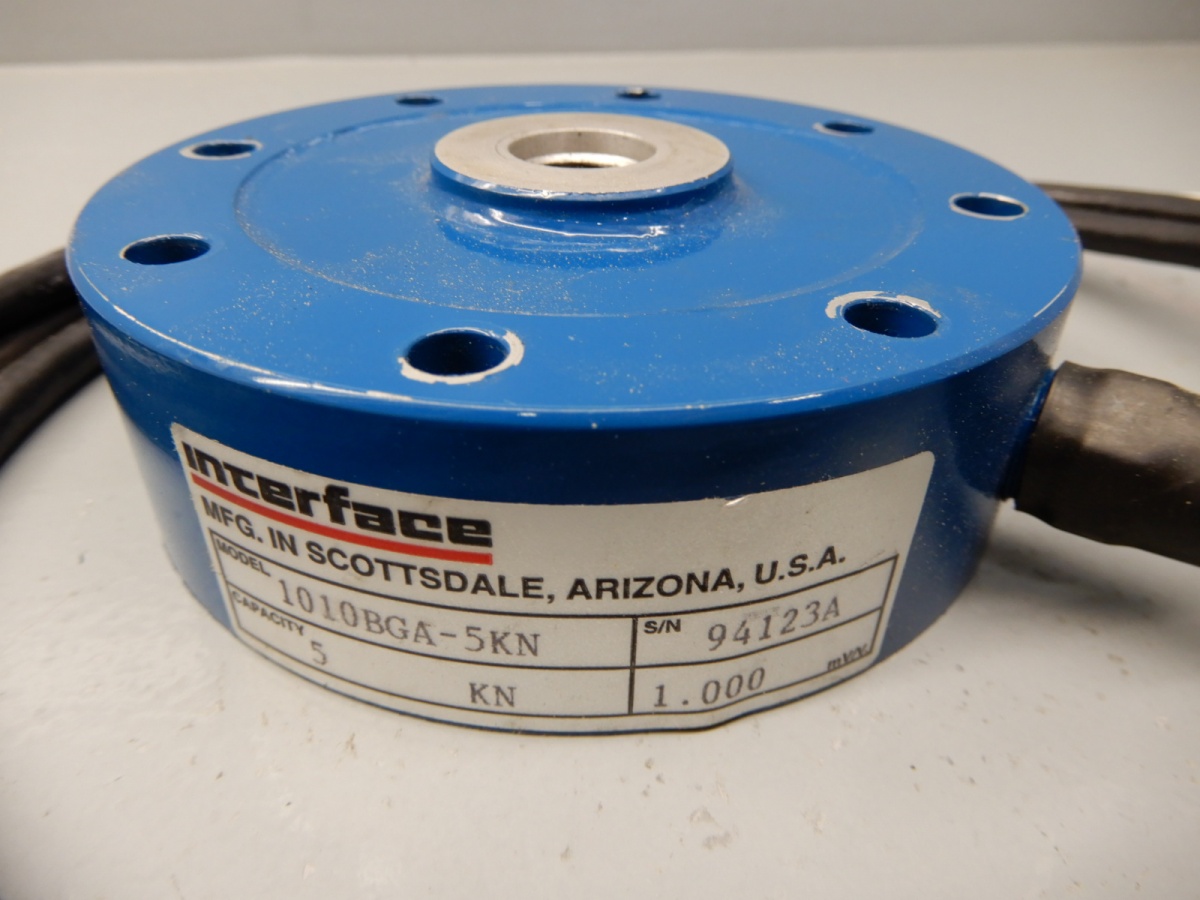 interface
MFG. IN SCOTTSDALE, ARIZONA, U.S.A.
MODEL 1010BGA-5KN S/N 94123A
CAPACITY 5 KN 1.000 mV/V.